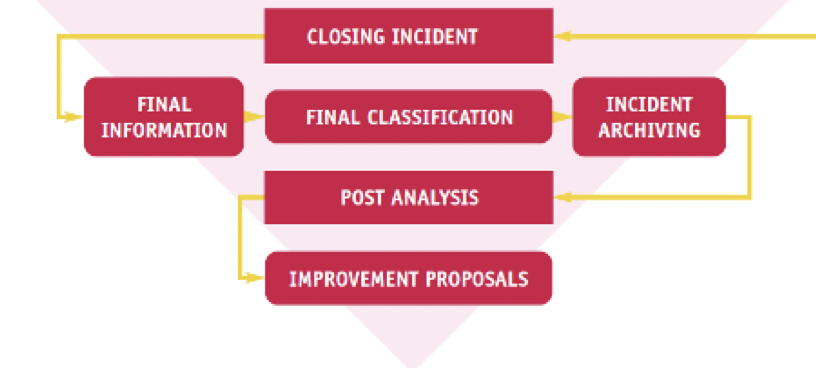 CLOSING INCIDENT
FINAL
INFORMATION
FINAL CLASSIFICATION
INCIDENT
ARCHIVING
POST ANALYSIS
IMPROVEMENT PROPOSALS